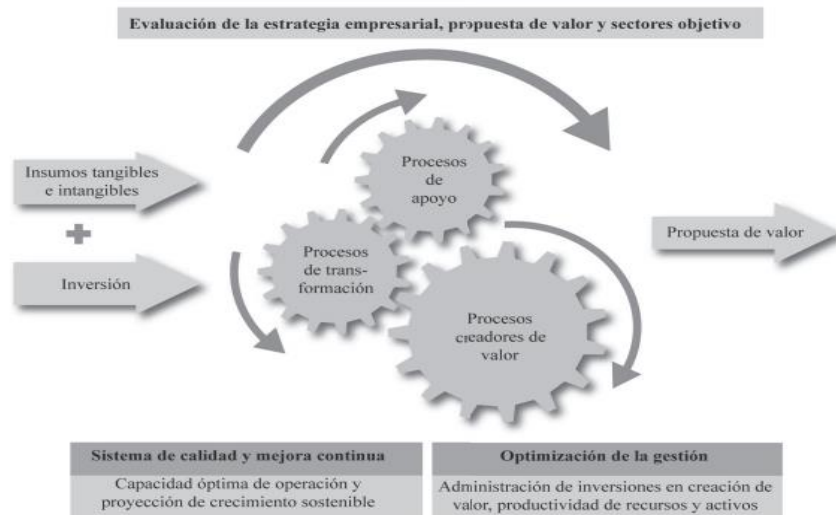 Evaluación de la estrategia empresarial, propuesta de valor y sectores objetivo
Insumos tangibles
e intangibles
+
Inversión
Procesos
de
apoyo
Procesos
de trans-
formación
Procesos
creadores de
valor
Propuesta de valor
Sistema de calidad y mejora continua
Capacidad óptima de operación y
proyección de crecimiento sostenible
Optimización de la gestión
Administración de inversiones en creación de
valor, productividad de recursos y activos